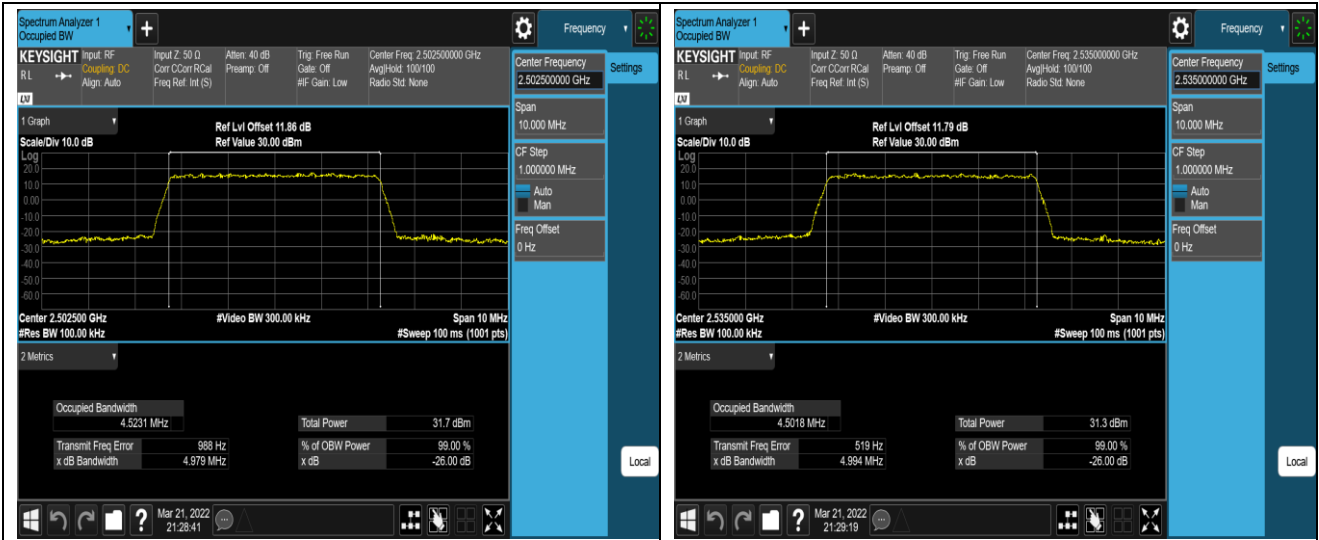 Spectrum Analyzer 1
Occupied BW
+
Frequency
KEYSIGHT Input: RF Input Z: 50 Ω Atten: 40 dB Trig: Free Run Center Freq: 2.502500000 GHz
RL Coupling: DC Corr CCorr RCal Preamp: Off Gate: Off Avg|Hold: 100/100
Align: Auto Freq Ref: Int (S) #IF Gain: Low Radio Std: None
LXI
Center Frequency
2.502500000 GHz
Settings
Span
10.000 MHz
CF Step
1.000000 MHz
Auto
Man
Freq Offset
0 Hz
Local
1 Graph
Ref Lvl Offset 11.86 dB
Scale/Div 10.0 dB Ref Value 30.00 dBm
Log
20.0
10.0
0.00
-10.0
-20.0
-30.0
-40.0
-50.0
-60.0
Center 2.502500 GHz #Video BW 300.00 kHz Span 10 MHz
#Res BW 100.00 kHz #Sweep 100 ms (1001 pts)
2 Metrics
Occupied Bandwidth
4.5231 MHz Total Power 31.7 dBm
Transmit Freq Error 988 Hz % of OBW Power 99.00 %
x dB Bandwidth 4.979 MHz x dB -26.00 dB
? Mar 21, 2022
21:28:41
Spectrum Analyzer 1
Occupied BW
+
Frequency
KEYSIGHT Input: RF Input Z: 50 Ω Atten: 40 dB Trig: Free Run Center Freq: 2.535000000 GHz
RL Coupling: DC Corr CCorr RCal Preamp: Off Gate: Off Avg|Hold: 100/100
Align: Auto Freq Ref: Int (S) #IF Gain: Low Radio Std: None
LXI
Center Frequency
2.535000000 GHz
Settings
Span
10.000 MHz
CF Step
1.000000 MHz
Auto
Man
Freq Offset
0 Hz
Local
1 Graph
Ref Lvl Offset 11.79 dB
Scale/Div 10.0 dB Ref Value 30.00 dBm
Log
20.0
10.0
0.00
-10.0
-20.0
-30.0
-40.0
-50.0
-60.0
Center 2.535000 GHz #Video BW 300.00 kHz Span 10 MHz
#Res BW 100.00 kHz #Sweep 100 ms (1001 pts)
2 Metrics
Occupied Bandwidth
4.5018 MHz Total Power 31.3 dBm
Transmit Freq Error 519 Hz % of OBW Power 99.00 %
x dB Bandwidth 4.994 MHz x dB -26.00 dB
? Mar 21, 2022
21:29:19